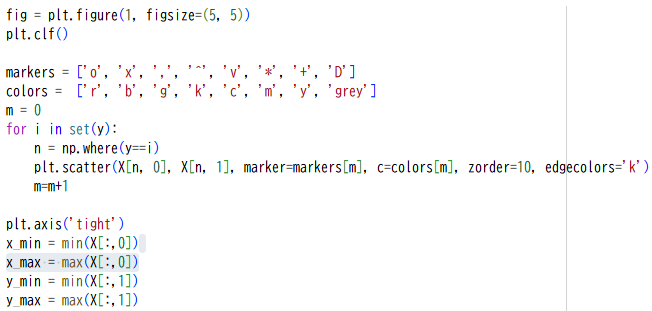 fig = plt.figure(1, figsize=(5, 5))
plt.clf()
markers = ['o', 'x', '.', '^', 'v', '*', '+', 'D']
colors =  ['r', 'b', 'g', 'k', 'c', 'm', 'y', 'grey']
m = 0
for i in set(y):
    n = np.where(y==i)
    plt.scatter(X[n, 0], X[n, 1], marker=markers[m], c=colors[m], zorder=10, edgecolors='k')
    m=m+1
plt.axis('tight')
x_min = min(X[:,0])
x_max = max(X[:,0])
y_min = min(X[:,1])
y_max = max(X[:,1])